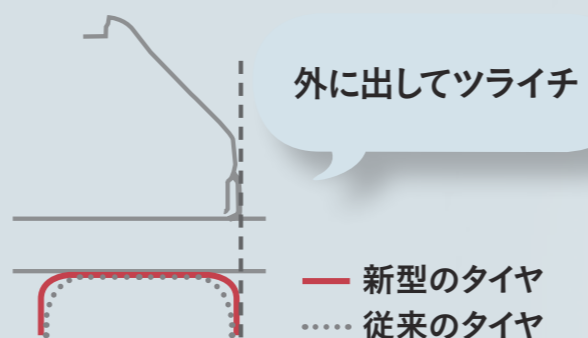 外に出してツライチ
新型のタイヤ
従来のタイヤ